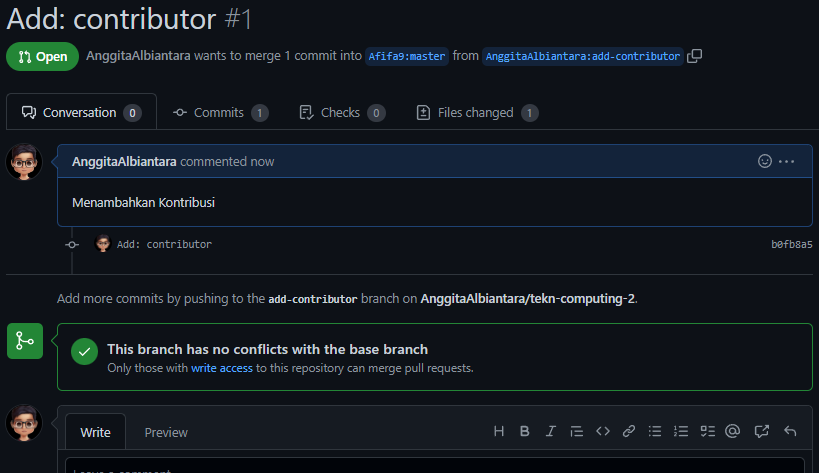 Add: contributor #1
Open AnggitaAlbiantara wants to merge 1 commit into Afifa9:master from AnggitaAlbiantara:add-contributor
Conversation 0 Commits 1 Checks 0 Files changed 1
AnggitaAlbiantara commented now
Menambahkan Kontribusi
Add: contributor b0fb8a5
Add more commits by pushing to the add-contributor branch on AnggitaAlbiantara/tekn-computing-2.
This branch has no conflicts with the base branch
Only those with write access to this repository can merge pull requests.
Write Preview
Leave a comment